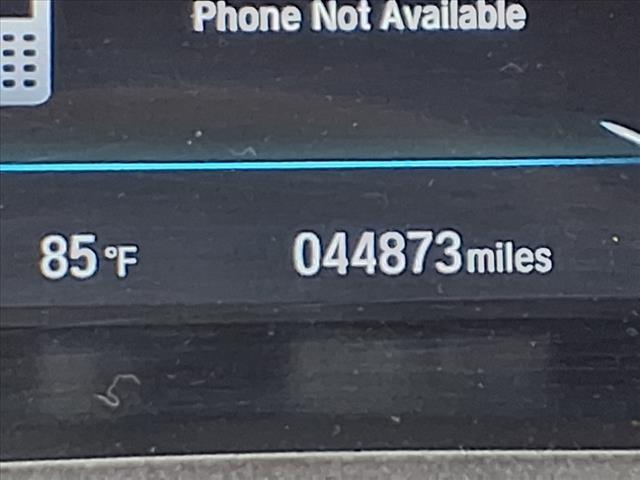 Phone Not Available
85°F 044873 miles